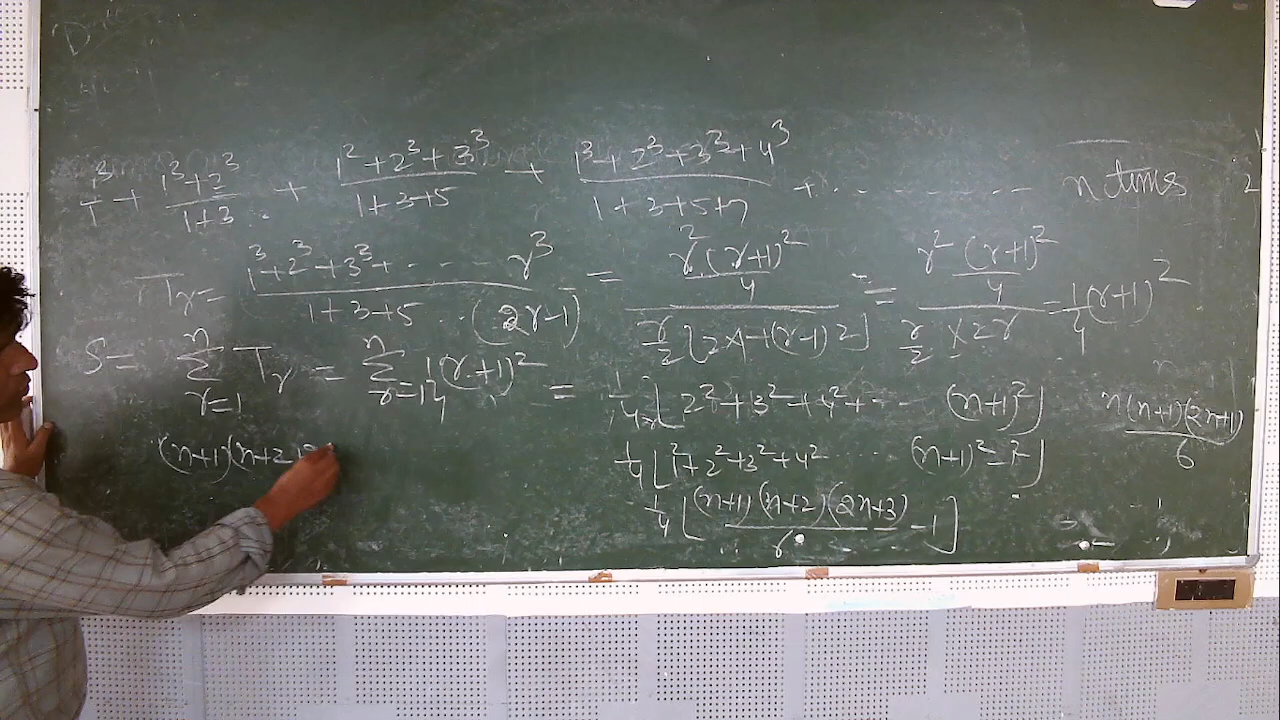 1³/1 + (1³+2³)/(1+3) + (1²+2³+3³)/(1+3+5) + (1³+2³+3³+4³)/(1+3+5+7) + ........... n times
Tr = (1³+2³+3³+...... r³)/(1+3+5...(2r-1)) = (r²(r+1)²/4)/(r/2[2×1+(r-1)2]) = (r²(r+1)²/4)/(r/2 × 2r) = 1/4(r+1)²
S = n∑r=1 Tr = n∑r=1 1/4(r+1)² = 1/4[2²+3²+4²+... (n+1)²]
n(n+1)(2n+1)/6
1/4[1²+2²+3²+4² .. (n+1)²-1²]
(n+1)(n+2)
1/4[(n+1)(n+2)(2n+3)/6 - 1]